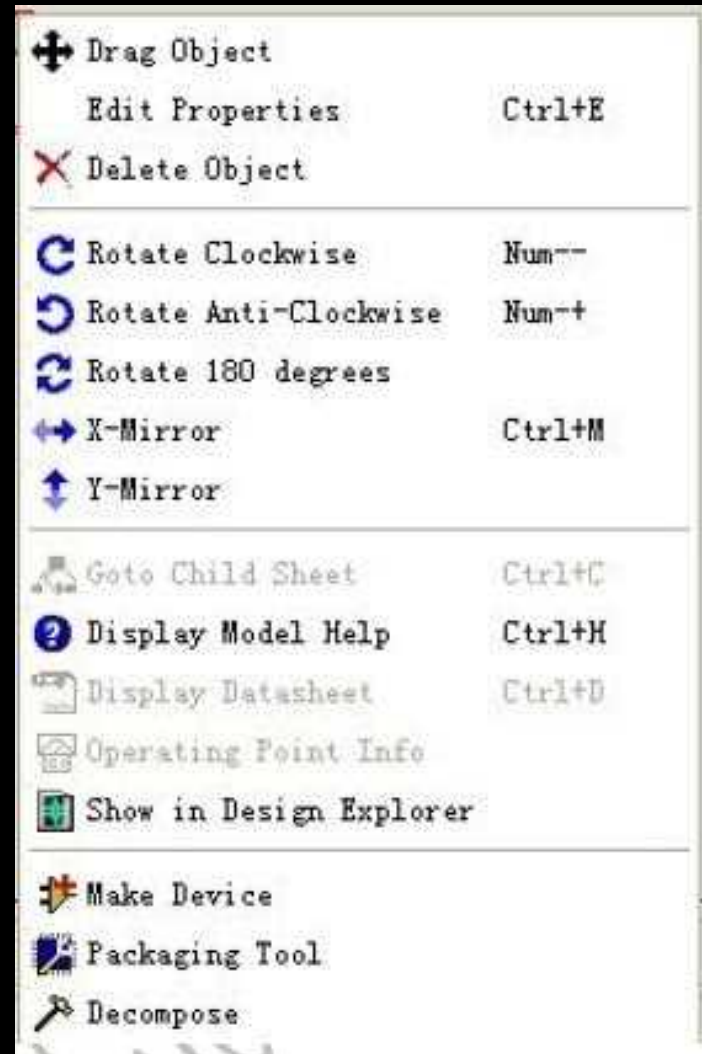 Drag Object
Edit Properties Ctrl+E
Delete Object
Rotate Clockwise Num--
Rotate Anti-Clockwise Num-+
Rotate 180 degrees
X-Mirror Ctrl+M
Y-Mirror
Goto Child Sheet Ctrl+C
Display Model Help Ctrl+H
Display Datasheet Ctrl+D
Operating Point Info
Show in Design Explorer
Make Device
Packaging Tool
Decompose